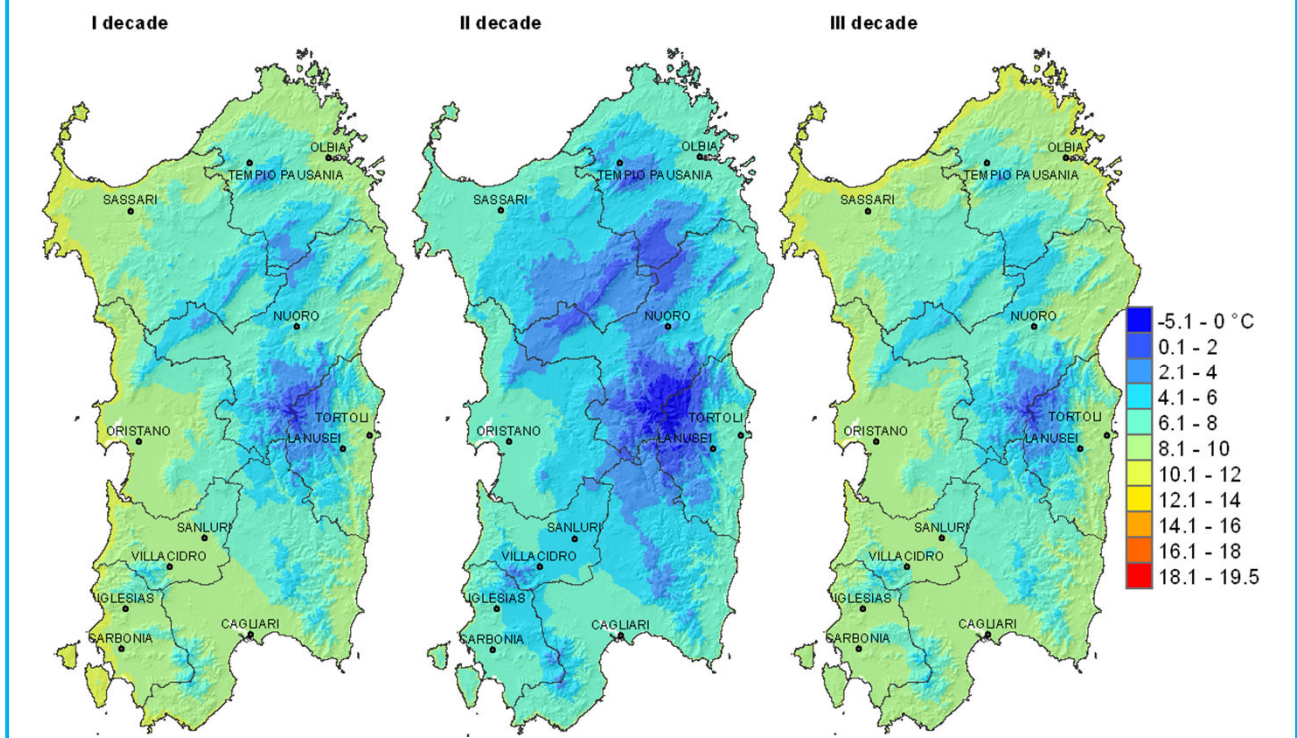 I decade
II decade
III decade
OLBIA
TEMPIO PAUSANIA
SASSARI
NUORO
TORTOLI
ORISTANO
LANUSEI
SANLURI
VILLACIDRO
IGLESIAS
CAGLIARI
CARBONIA
OLBIA
TEMPIO PAUSANIA
SASSARI
NUORO
TORTOLI
ORISTANO
LANUSEI
SANLURI
VILLACIDRO
IGLESIAS
CAGLIARI
CARBONIA
OLBIA
TEMPIO PAUSANIA
SASSARI
NUORO
TORTOLI
ORISTANO
LANUSEI
SANLURI
VILLACIDRO
IGLESIAS
CAGLIARI
CARBONIA
-5.1 - 0 °C
0.1 - 2
2.1 - 4
4.1 - 6
6.1 - 8
8.1 - 10
10.1 - 12
12.1 - 14
14.1 - 16
16.1 - 18
18.1 - 19.5